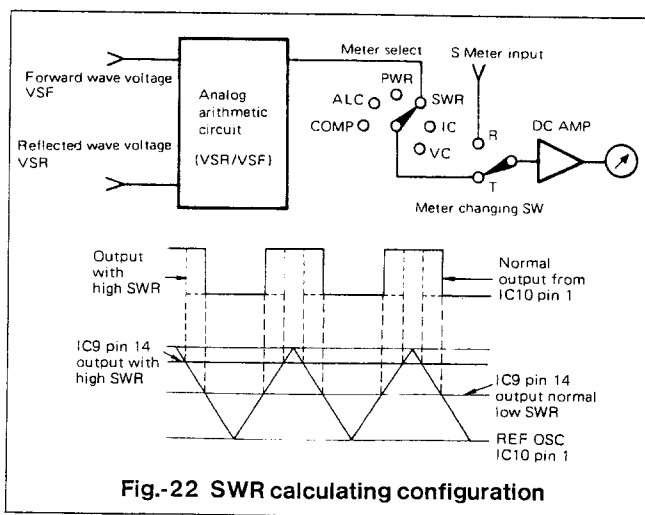 Forward wave voltage
VSF
Reflected wave voltage
VSR
Analog
arithmetic
circuit
(VSR/VSF)
Meter select
S Meter input
PWR
ALC
SWR
COMP
IC
VC
R
T
DC AMP
Meter changing SW
Output
with
high SWR
Normal
output from
IC10 pin 1
IC9 pin 14
output with
high SWR
IC9 pin 14
output normal
low SWR
REF OSC
IC10 pin 1
Fig.-22 SWR calculating configuration